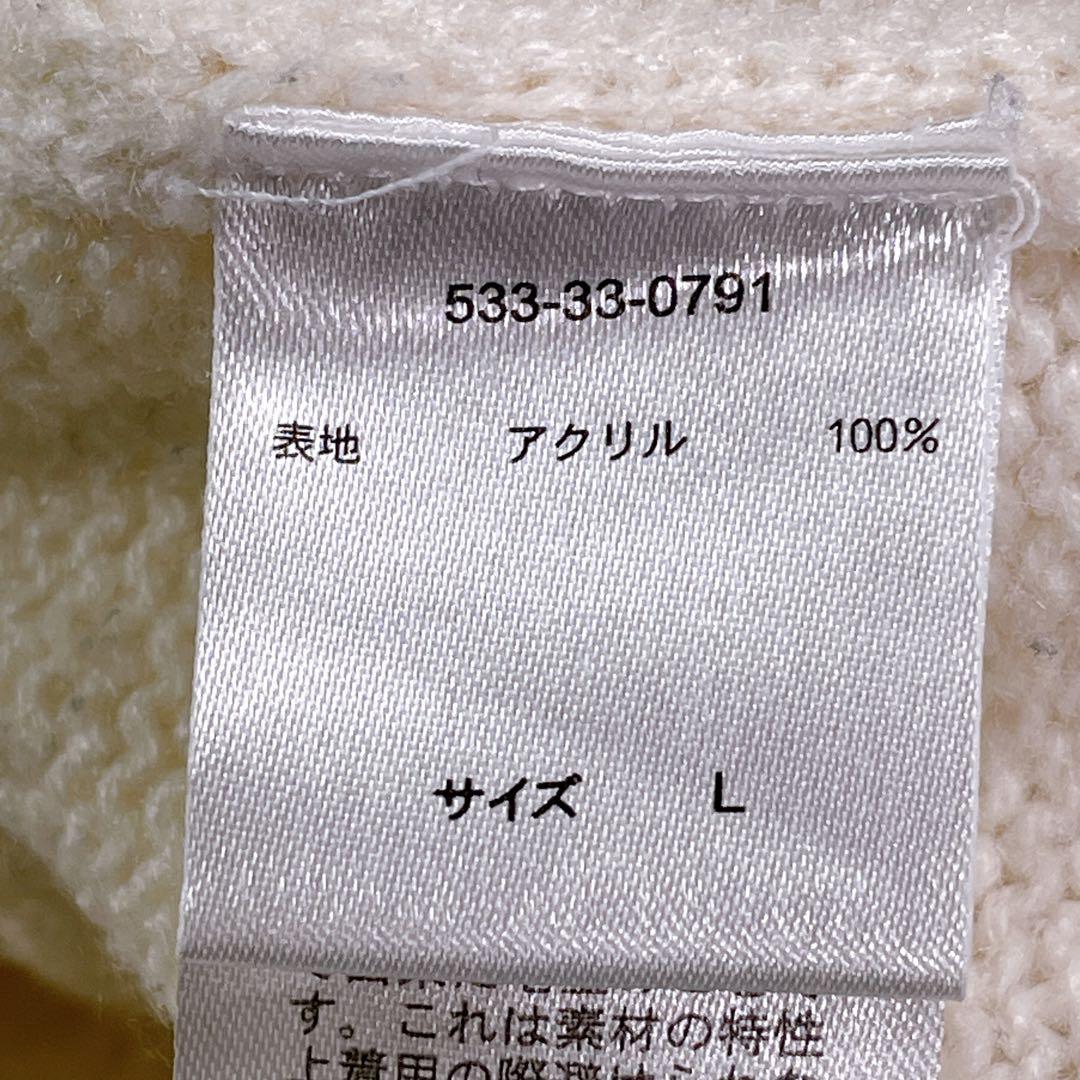 533-33-0791
表地 アクリル 100%
サイズ L
す。これは素材の特性